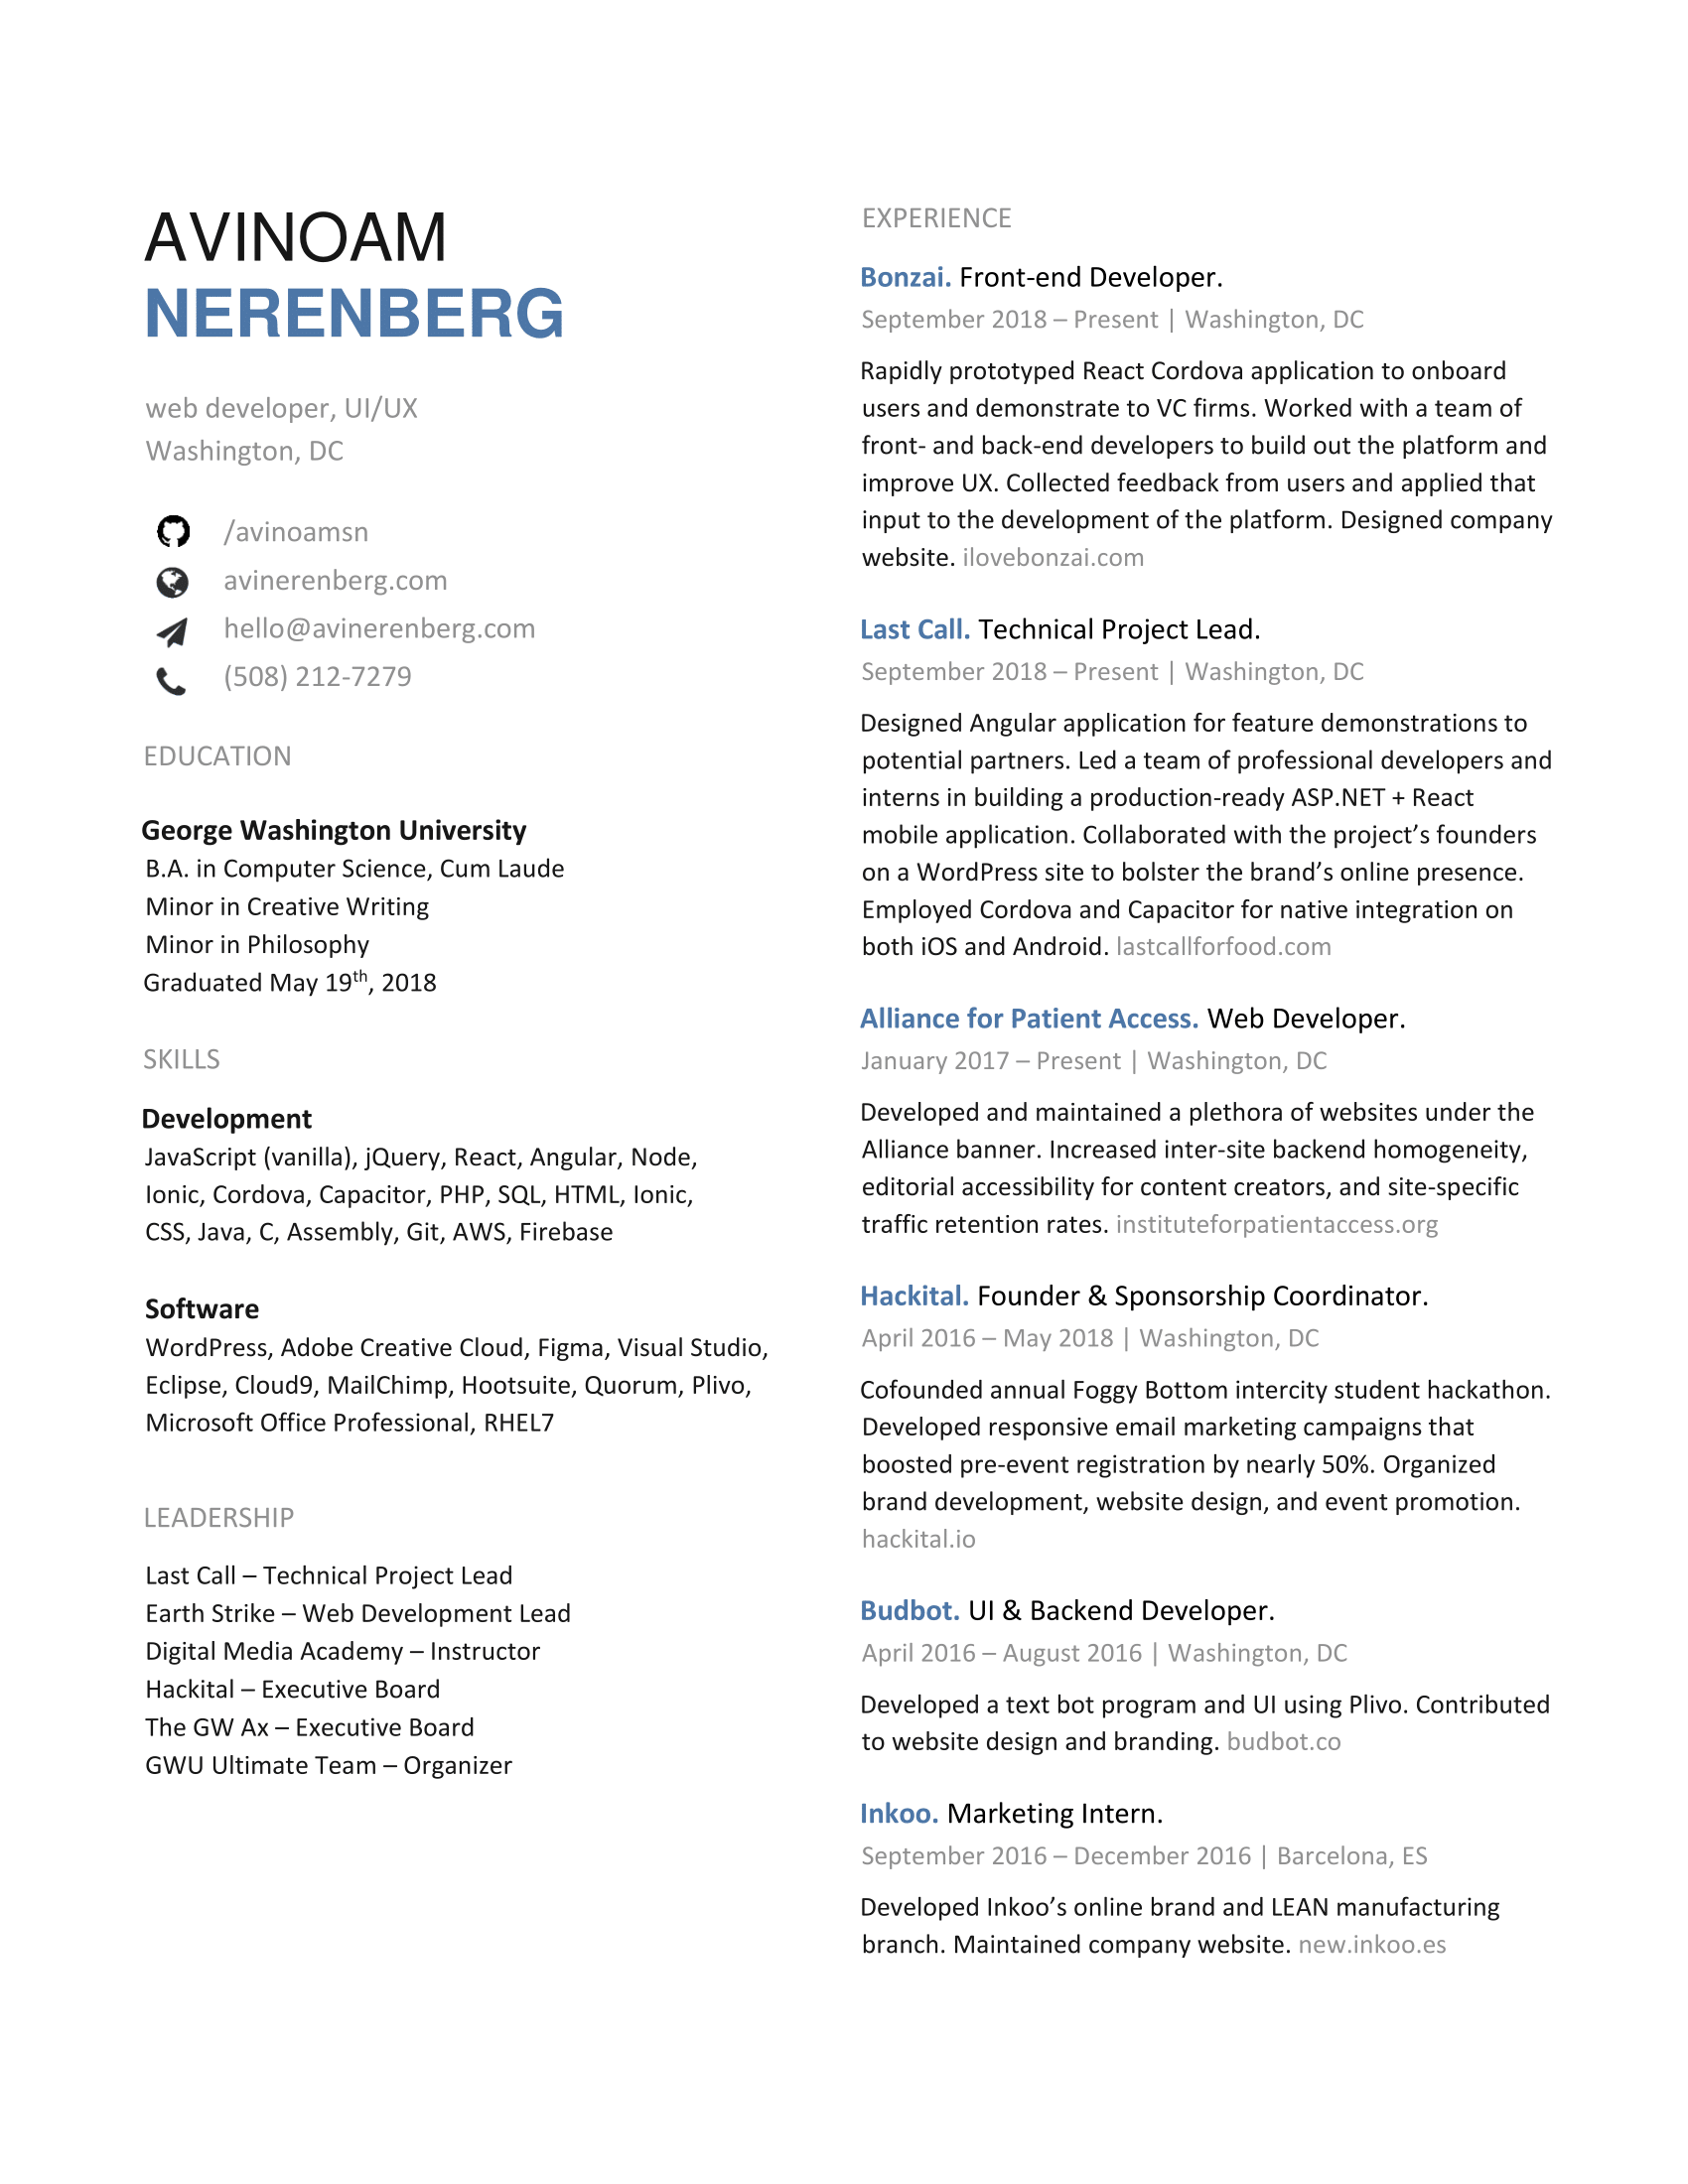 AVINOAM
NERENBERG
web developer, UI/UX
Washington, DC
/avinoamsn
avinerenberg.com
hello@avinerenberg.com
(508) 212-7279
EDUCATION
George Washington University
B.A. in Computer Science, Cum Laude
Minor in Creative Writing
Minor in Philosophy
Graduated May 19th, 2018
SKILLS
Development
JavaScript (vanilla), jQuery, React, Angular, Node,
Ionic, Cordova, Capacitor, PHP, SQL, HTML, Ionic,
CSS, Java, C, Assembly, Git, AWS, Firebase
Software
WordPress, Adobe Creative Cloud, Figma, Visual Studio,
Eclipse, Cloud9, MailChimp, Hootsuite, Quorum, Plivo,
Microsoft Office Professional, RHEL7
LEADERSHIP
Last Call – Technical Project Lead
Earth Strike – Web Development Lead
Digital Media Academy – Instructor
Hackital – Executive Board
The GW Ax – Executive Board
GWU Ultimate Team – Organizer
EXPERIENCE
Bonzai. Front-end Developer.
September 2018 – Present | Washington, DC
Rapidly prototyped React Cordova application to onboard
users and demonstrate to VC firms. Worked with a team of
front- and back-end developers to build out the platform and
improve UX. Collected feedback from users and applied that
input to the development of the platform. Designed company
website. ilovebonzai.com
Last Call. Technical Project Lead.
September 2018 – Present | Washington, DC
Designed Angular application for feature demonstrations to
potential partners. Led a team of professional developers and
interns in building a production-ready ASP.NET + React
mobile application. Collaborated with the project’s founders
on a WordPress site to bolster the brand’s online presence.
Employed Cordova and Capacitor for native integration on
both iOS and Android. lastcallforfood.com
Alliance for Patient Access. Web Developer.
January 2017 – Present | Washington, DC
Developed and maintained a plethora of websites under the
Alliance banner. Increased inter-site backend homogeneity,
editorial accessibility for content creators, and site-specific
traffic retention rates. instituteforpatientaccess.org
Hackital. Founder & Sponsorship Coordinator.
April 2016 – May 2018 | Washington, DC
Cofounded annual Foggy Bottom intercity student hackathon.
Developed responsive email marketing campaigns that
boosted pre-event registration by nearly 50%. Organized
brand development, website design, and event promotion.
hackital.io
Budbot. UI & Backend Developer.
April 2016 – August 2016 | Washington, DC
Developed a text bot program and UI using Plivo. Contributed
to website design and branding. budbot.co
Inkoo. Marketing Intern.
September 2016 – December 2016 | Barcelona, ES
Developed Inkoo’s online brand and LEAN manufacturing
branch. Maintained company website. new.inkoo.es